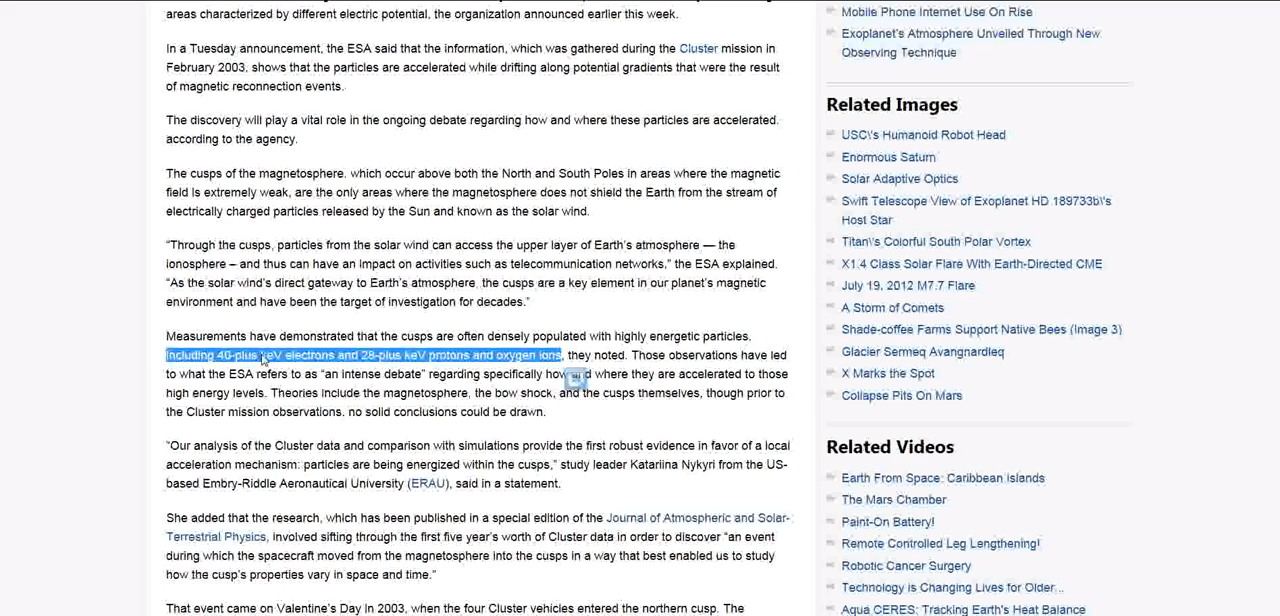 areas characterized by different electric potential, the organization announced earlier this week.
In a Tuesday announcement, the ESA said that the information, which was gathered during the Cluster mission in
February 2003, shows that the particles are accelerated while drifting along potential gradients that were the result
of magnetic reconnection events.
The discovery will play a vital role in the ongoing debate regarding how and where these particles are accelerated,
according to the agency.
The cusps of the magnetosphere, which occur above both the North and South Poles in areas where the magnetic
field is extremely weak, are the only areas where the magnetosphere does not shield the Earth from the stream of
electrically charged particles released by the Sun and known as the solar wind.
“Through the cusps, particles from the solar wind can access the upper layer of Earth’s atmosphere — the
ionosphere – and thus can have an impact on activities such as telecommunication networks,” the ESA explained.
“As the solar wind’s direct gateway to Earth’s atmosphere, the cusps are a key element in our planet’s magnetic
environment and have been the target of investigation for decades.”
Measurements have demonstrated that the cusps are often densely populated with highly energetic particles,
including 40-plus keV electrons and 28-plus keV protons and oxygen ions, they noted. Those observations have led
to what the ESA refers to as “an intense debate” regarding specifically how and where they are accelerated to those
high energy levels. Theories include the magnetosphere, the bow shock, and the cusps themselves, though prior to
the Cluster mission observations, no solid conclusions could be drawn.
“Our analysis of the Cluster data and comparison with simulations provide the first robust evidence in favor of a local
acceleration mechanism: particles are being energized within the cusps,” study leader Katariina Nykyri from the US-
based Embry-Riddle Aeronautical University (ERAU), said in a statement.
She added that the research, which has been published in a special edition of the Journal of Atmospheric and Solar-
Terrestrial Physics, involved sifting through the first five year’s worth of Cluster data in order to discover “an event
during which the spacecraft moved from the magnetosphere into the cusps in a way that best enabled us to study
how the cusp’s properties vary in space and time.”
That event came on Valentine’s Day in 2003, when the four Cluster vehicles entered the northern cusp. The
Mobile Phone Internet Use On Rise
Exoplanet's Atmosphere Unveiled Through New
Observing Technique
Related Images
USC\'s Humanoid Robot Head
Enormous Saturn
Solar Adaptive Optics
Swift Telescope View of Exoplanet HD 189733b\'s
Host Star
Titan\'s Colorful South Polar Vortex
X1.4 Class Solar Flare With Earth-Directed CME
July 19, 2012 M7.7 Flare
A Storm of Comets
Shade-coffee Farms Support Native Bees (Image 3)
Glacier Sermeq Avannardleq
X Marks the Spot
Collapse Pits On Mars
Related Videos
Earth From Space: Caribbean Islands
The Mars Chamber
Paint-On Battery!
Remote Controlled Leg Lengthening!
Robotic Cancer Surgery
Technology is Changing Lives for Older...
Aqua CERES: Tracking Earth's Heat Balance